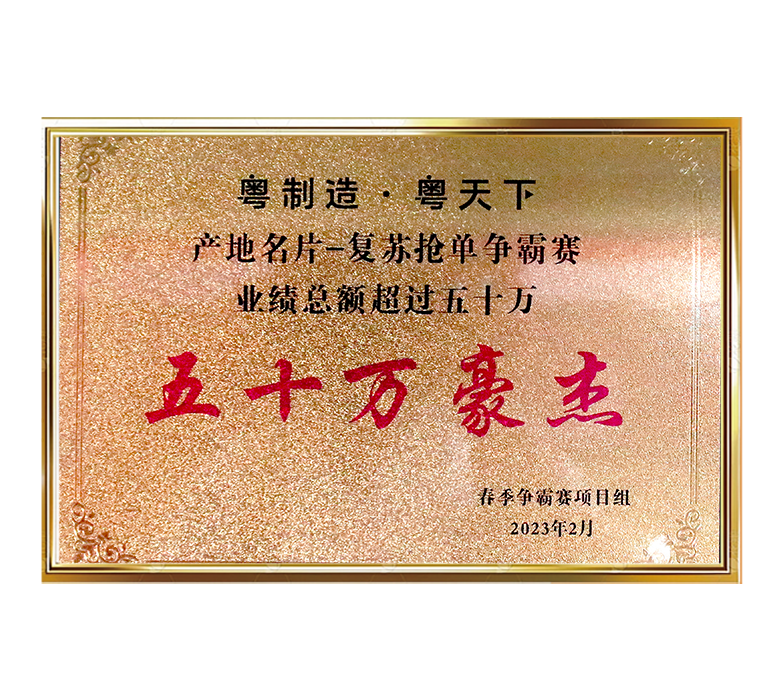 粤制造·粤天下
产地名片-复苏抢单争霸赛
业绩总额超过五十万
五十万豪杰
春季争霸赛项目组
2023年2月